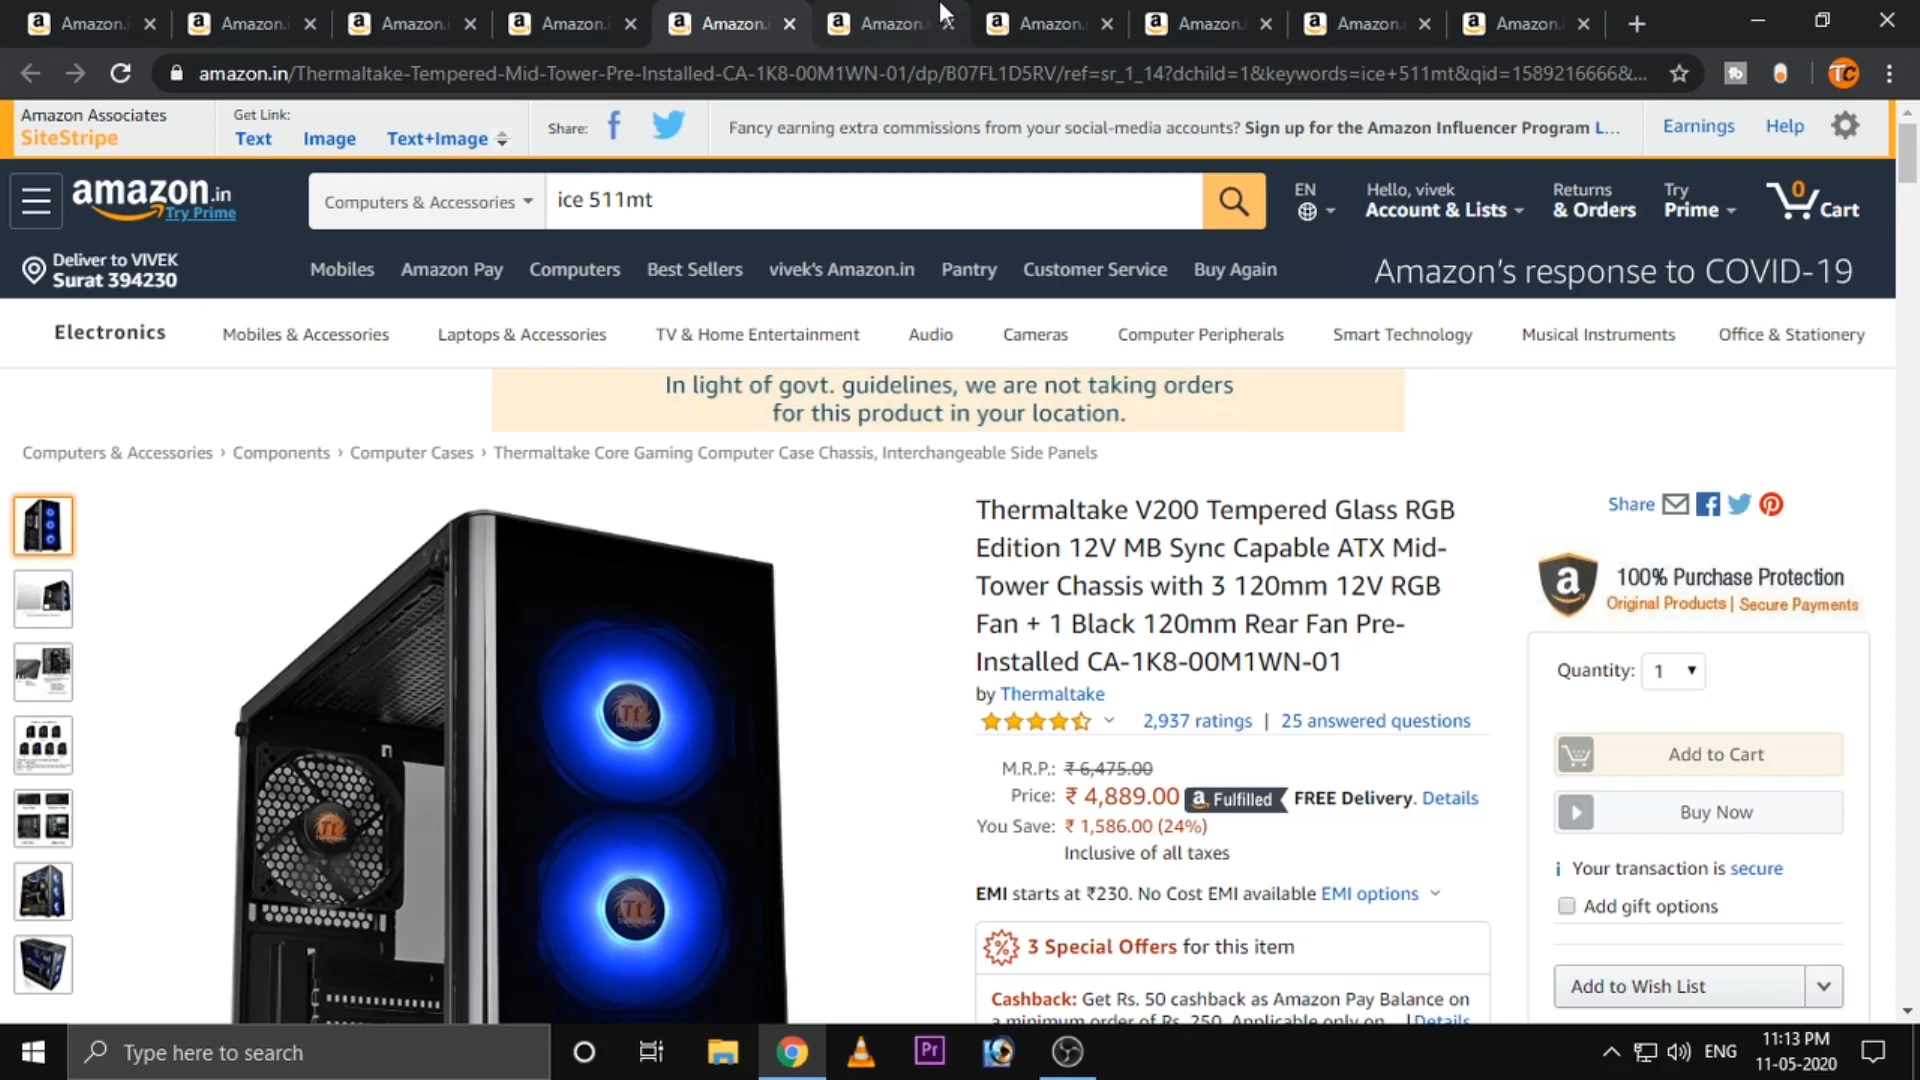 Amazon.i Amazon.i Amazon.i Amazon.i Amazon.i Amazon. Amazon. Amazon. Amazon. Amazon.
amazon.in/Thermaltake-Tempered-Mid-Tower-Pre-Installed-CA-1K8-00M1WN-01/dp/B07FL1D5RV/ref=sr_1_14?dchild=1&keywords=ice+511mt&qid=1589216666&...
Amazon Associates
SiteStripe
Get Link:
Text Image Text+Image
Share:
Fancy earning extra commissions from your social-media accounts? Sign up for the Amazon Influencer Program L...
Earnings Help
amazon.in
Try Prime
Computers & Accessories
ice 511mt
EN
Hello, vivek
Account & Lists
Returns
& Orders
Try
Prime
0
Cart
Deliver to VIVEK
Surat 394230
Mobiles Amazon Pay Computers Best Sellers vivek's Amazon.in Pantry Customer Service Buy Again
Amazon's response to COVID-19
Electronics Mobiles & Accessories Laptops & Accessories TV & Home Entertainment Audio Cameras Computer Peripherals Smart Technology Musical Instruments Office & Stationery
In light of govt. guidelines, we are not taking orders
for this product in your location.
Computers & Accessories › Components › Computer Cases › Thermaltake Core Gaming Computer Case Chassis, Interchangeable Side Panels
Thermaltake V200 Tempered Glass RGB
Edition 12V MB Sync Capable ATX Mid-
Tower Chassis with 3 120mm 12V RGB
Fan + 1 Black 120mm Rear Fan Pre-
Installed CA-1K8-00M1WN-01
by Thermaltake
2,937 ratings | 25 answered questions
M.R.P.: ₹ 6,475.00
Price: ₹ 4,889.00 Fulfilled FREE Delivery. Details
You Save: ₹ 1,586.00 (24%)
Inclusive of all taxes
EMI starts at ₹230. No Cost EMI available EMI options
3 Special Offers for this item
Cashback: Get Rs. 50 cashback as Amazon Pay Balance on
a minimum order of Rs. 250. Applicable only on... Details
Share
100% Purchase Protection
Original Products | Secure Payments
Quantity: 1
Add to Cart
Buy Now
Your transaction is secure
Add gift options
Add to Wish List
Type here to search
Pr
ENG
11:13 PM
11-05-2020